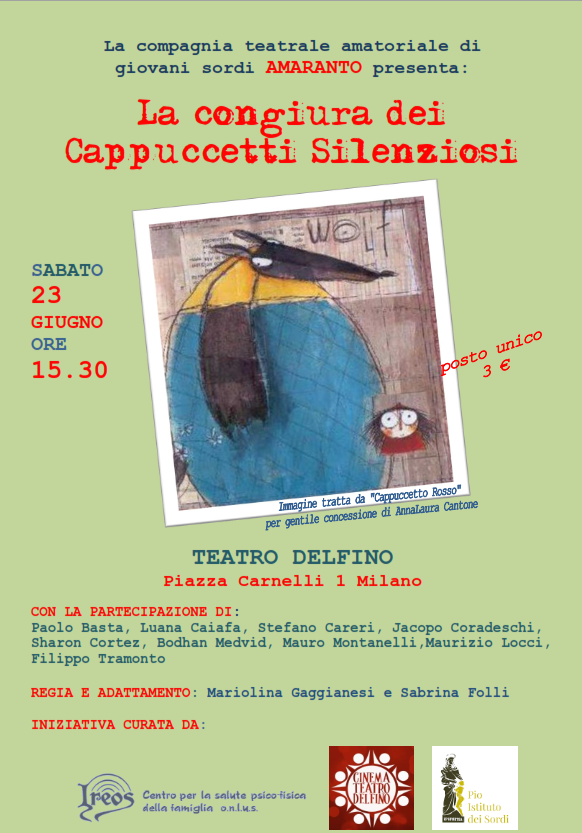 La compagnia teatrale amatoriale di
giovani sordi AMARANTO presenta:
La congiura dei
Cappuccetti Silenziosi
wolf
SABATO
23
GIUGNO
ORE
15.30
posto unico
3 €
Immagine tratta da "Cappuccetto Rosso"
per gentile concessione di AnnaLaura Cantone
TEATRO DELFINO
Piazza Carnelli 1 Milano
CON LA PARTECIPAZIONE DI:
Paolo Basta, Luana Caiafa, Stefano Careri, Jacopo Coradeschi,
Sharon Cortez, Bodhan Medvid, Mauro Montanelli,Maurizio Locci,
Filippo Tramonto
REGIA E ADATTAMENTO: Mariolina Gaggianesi e Sabrina Folli
INIZIATIVA CURATA DA:
Ireos
Centro per la salute psico-fisica
della famiglia o.n.l.u.s.
CINEMA
TEATRO
DELFINO
Pio
Istituto
dei Sordi